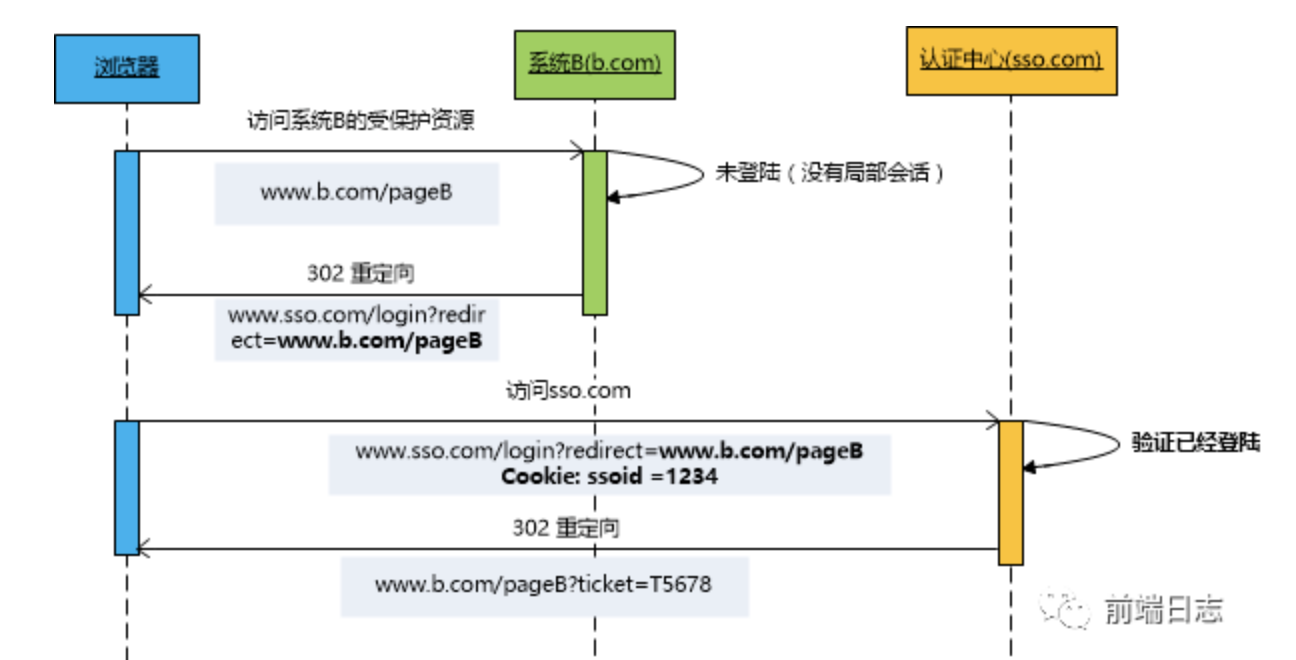 浏览器
系统B(b.com)
认证中心(sso.com)
访问系统B的受保护资源
www.b.com/pageB
未登陆（没有局部会话）
302 重定向
www.sso.com/login?redir
ect=www.b.com/pageB
访问sso.com
www.sso.com/login?redirect=www.b.com/pageB
Cookie: ssoid =1234
验证已经登陆
302 重定向
www.b.com/pageB?ticket=T5678
前端日志